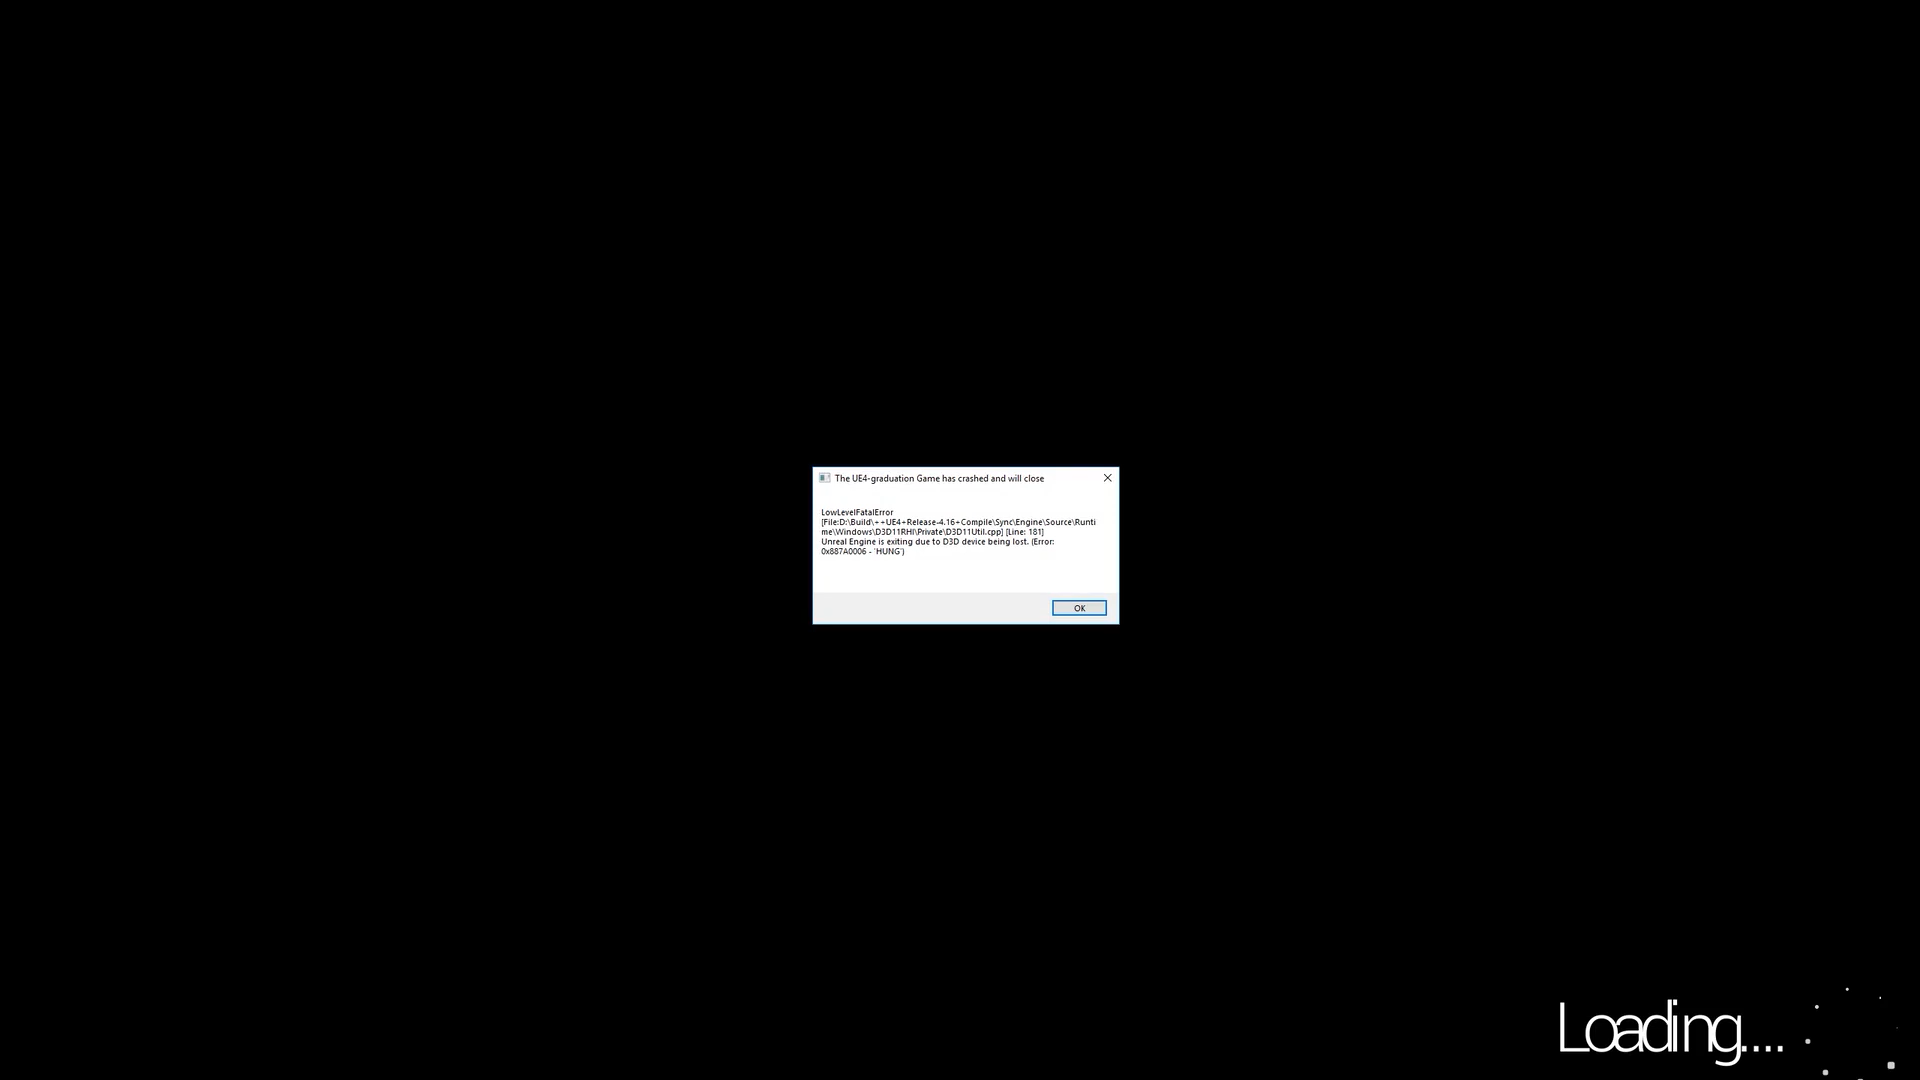 The UE4-graduation Game has crashed and will close
LowLevelFatalError
[File:D:\Build\++UE4+Release-4.16+Compile\Sync\Engine\Source\Runti
me\Windows\D3D11RHI\Private\D3D11Util.cpp] [Line: 181]
Unreal Engine is exiting due to D3D device being lost. (Error:
0x887A0006 - 'HUNG')
OK
Loading....